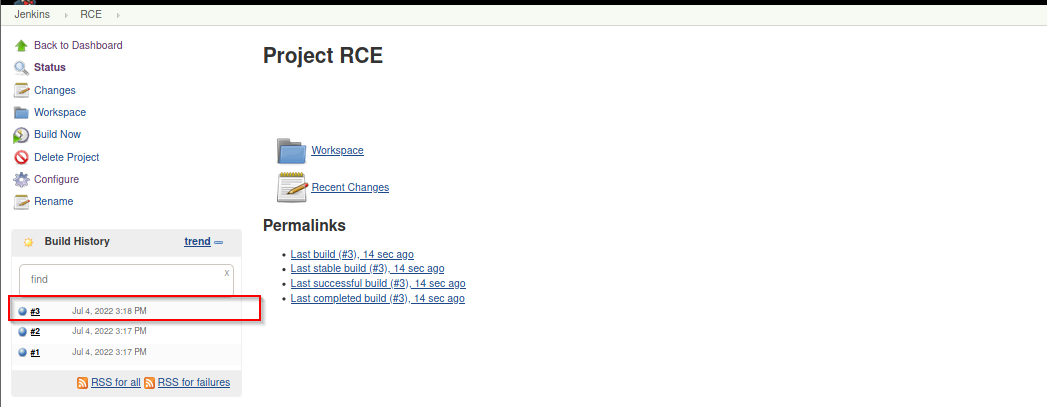 Jenkins RCE
Back to Dashboard
Status
Changes
Workspace
Build Now
Delete Project
Configure
Rename
Build History trend
find x
#3 Jul 4, 2022 3:18 PM
#2 Jul 4, 2022 3:17 PM
#1 Jul 4, 2022 3:17 PM
RSS for all RSS for failures
Project RCE
Workspace
Recent Changes
Permalinks
• Last build (#3), 14 sec ago
• Last stable build (#3), 14 sec ago
• Last successful build (#3), 14 sec ago
• Last completed build (#3), 14 sec ago